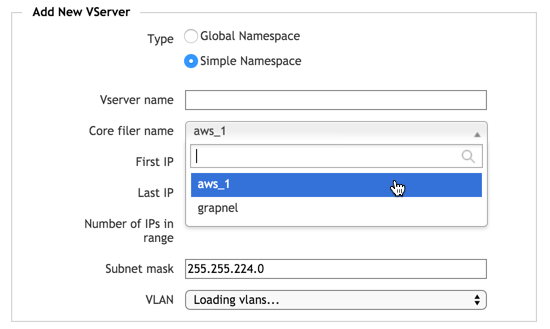 Add New VServer
Type Global Namespace
Simple Namespace
Vserver name
Core filer name aws_1
First IP
aws_1
Last IP
grapnel
Number of IPs in
range
Subnet mask 255.255.224.0
VLAN Loading vlans...